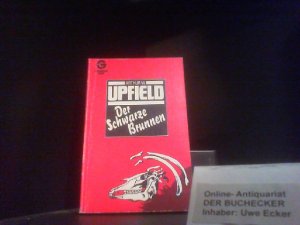 UPFIELD
Der
Schwarze
Brunnen
Online-Antiquariat
DER BUCHECKER
Inhaber: Uwe Ecker